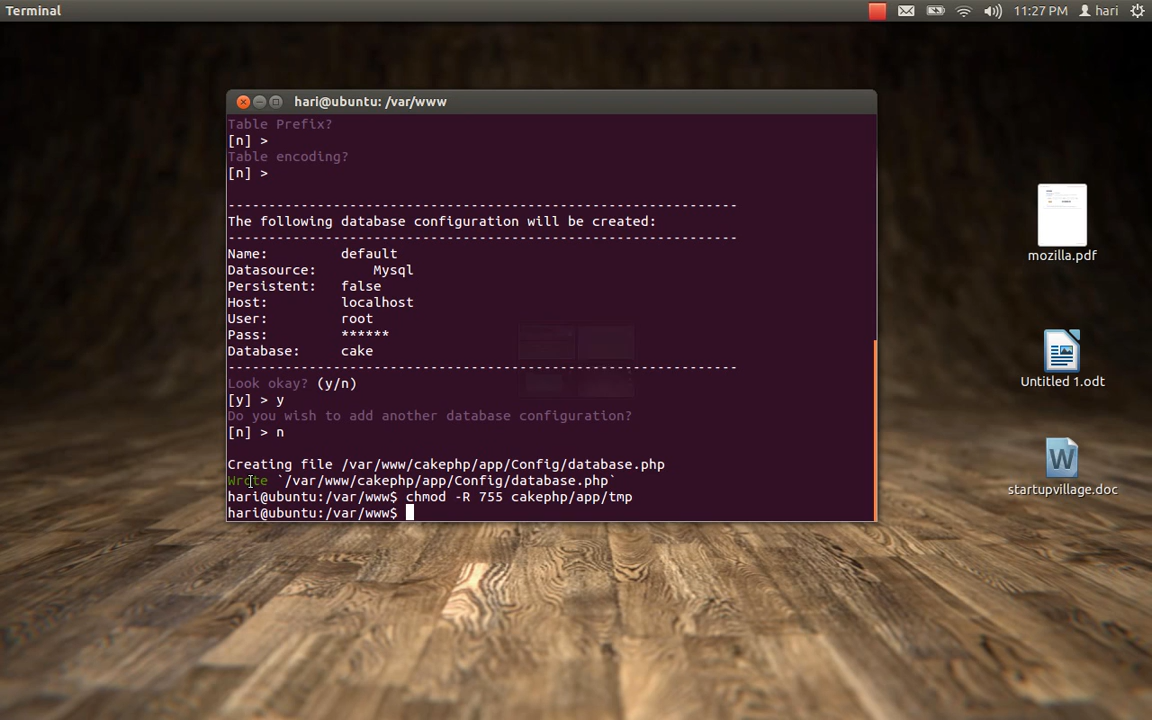 Terminal
11:27 PM
hari
hari@ubuntu: /var/www
Table Prefix?
[n] >
Table encoding?
[n] >
---------------------------------------------------------------
The following database configuration will be created:
---------------------------------------------------------------
Name: default
Datasource: Mysql
Persistent: false
Host: localhost
User: root
Pass: ******
Database: cake
---------------------------------------------------------------
Look okay? (y/n)
[y] > y
Do you wish to add another database configuration?
[n] > n
Creating file /var/www/cakephp/app/Config/database.php
Wrote `/var/www/cakephp/app/Config/database.php`
hari@ubuntu:/var/www$ chmod -R 755 cakephp/app/tmp
hari@ubuntu:/var/www$
mozilla.pdf
Untitled 1.odt
W
startupvillage.doc